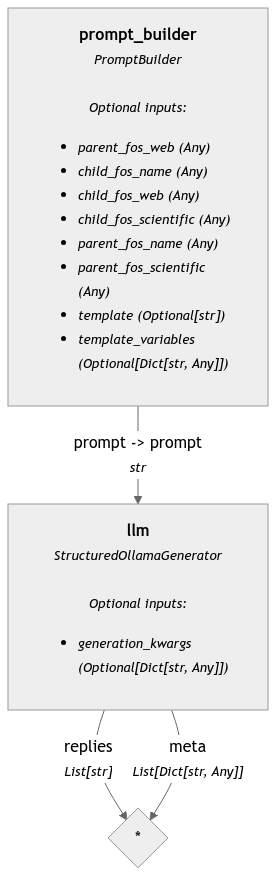 prompt_builder
PromptBuilder
Optional inputs:
• parent_fos_web (Any)
• child_fos_name (Any)
• child_fos_web (Any)
• child_fos_scientific (Any)
• parent_fos_name (Any)
• parent_fos_scientific
(Any)
• template (Optional[str])
• template_variables
(Optional[Dict[str, Any]])
prompt -> prompt
str
llm
StructuredOllamaGenerator
Optional inputs:
• generation_kwargs
(Optional[Dict[str, Any]])
replies
List[str]
meta
List[Dict[str, Any]]
*